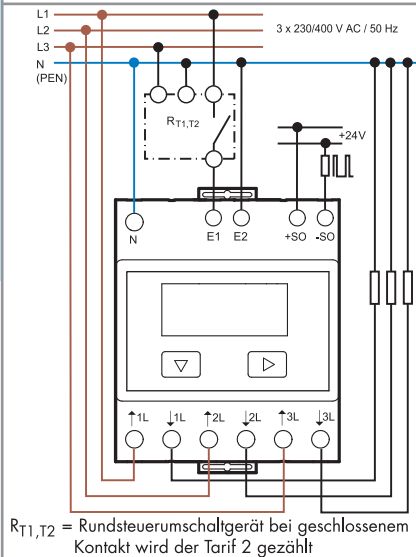 L1
L2
L3
N
(PEN)
3 x 230/400 V AC / 50 Hz
RT1,T2
+24V
N
E1
E2
+SO
-SO
↑1L
↓1L
↑2L
↓2L
↑3L
↓3L
RT1,T2 = Rundsteuerumschaltgerät bei geschlossenem
Kontakt wird der Tarif 2 gezählt